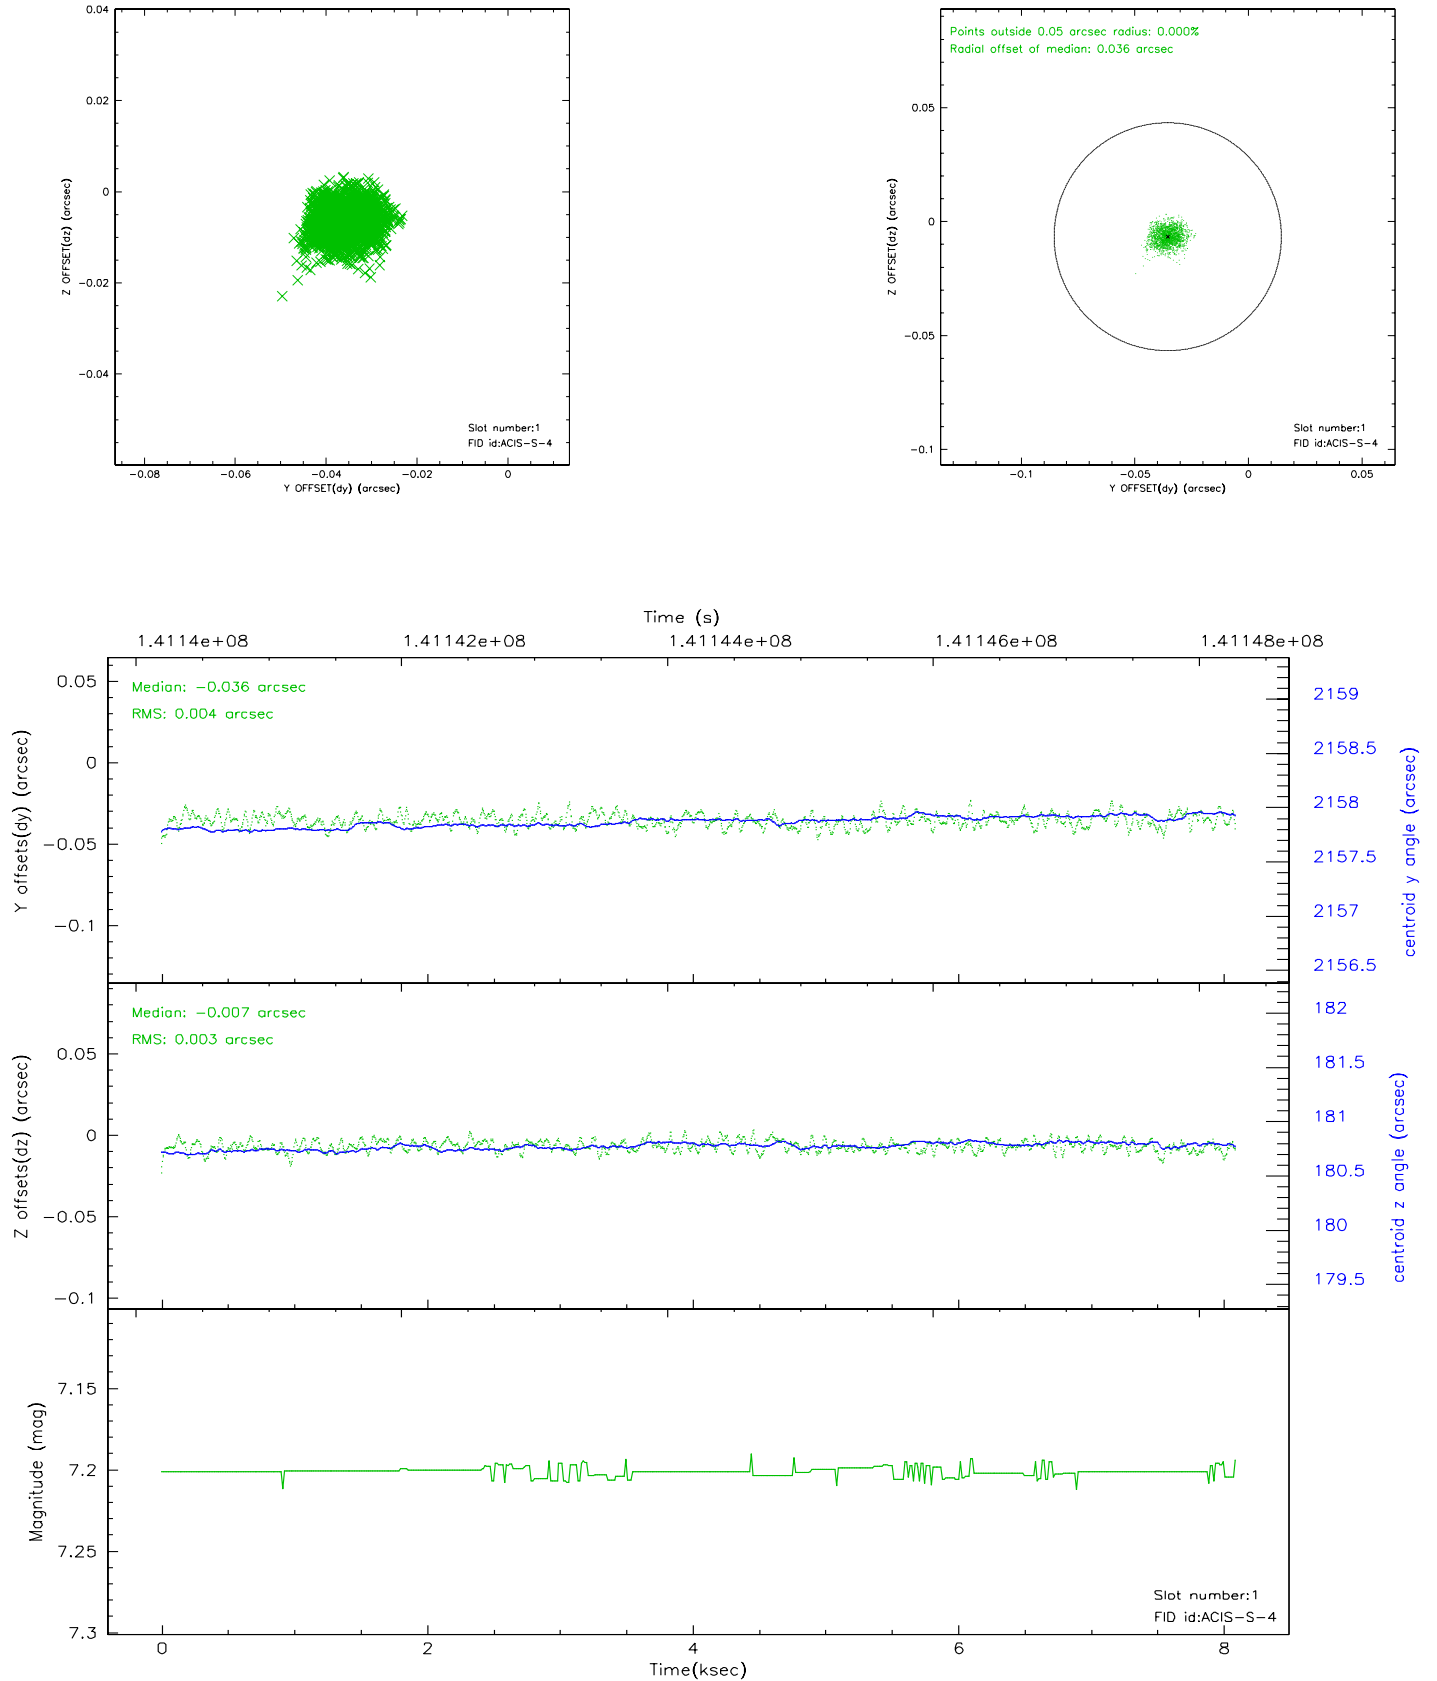 0.04
0.02
0
−0.02
−0.04
Z OFFSET(dz) (arcsec)
Slot number:1
FID id:ACIS−S−4
−0.08 −0.06 −0.04 −0.02 0
Y OFFSET(dy) (arcsec)
Points outside 0.05 arcsec radius: 0.000%
Radial offset of median: 0.036 arcsec
0.05
0
−0.05
−0.1
Z OFFSET(dz) (arcsec)
Slot number:1
FID id:ACIS−S−4
−0.1 −0.05 0 0.05
Y OFFSET(dy) (arcsec)
Time (s)
1.41114e+08 1.411142e+08 1.411144e+08 1.411146e+08 1.411148e+08
Median: −0.036 arcsec
RMS: 0.004 arcsec
0.05
0
−0.05
−0.1
Y offsets(dy) (arcsec)
2159
2158.5
2158
2157.5
2157
2156.5
centroid y angle (arcsec)
Median: −0.007 arcsec
RMS: 0.003 arcsec
0.05
0
−0.05
−0.1
Z offsets(dz) (arcsec)
182
181.5
181
180.5
180
179.5
centroid z angle (arcsec)
7.15
7.2
7.25
7.3
Magnitude (mag)
Slot number:1
FID id:ACIS−S−4
0 2 4 6 8
Time(ksec)